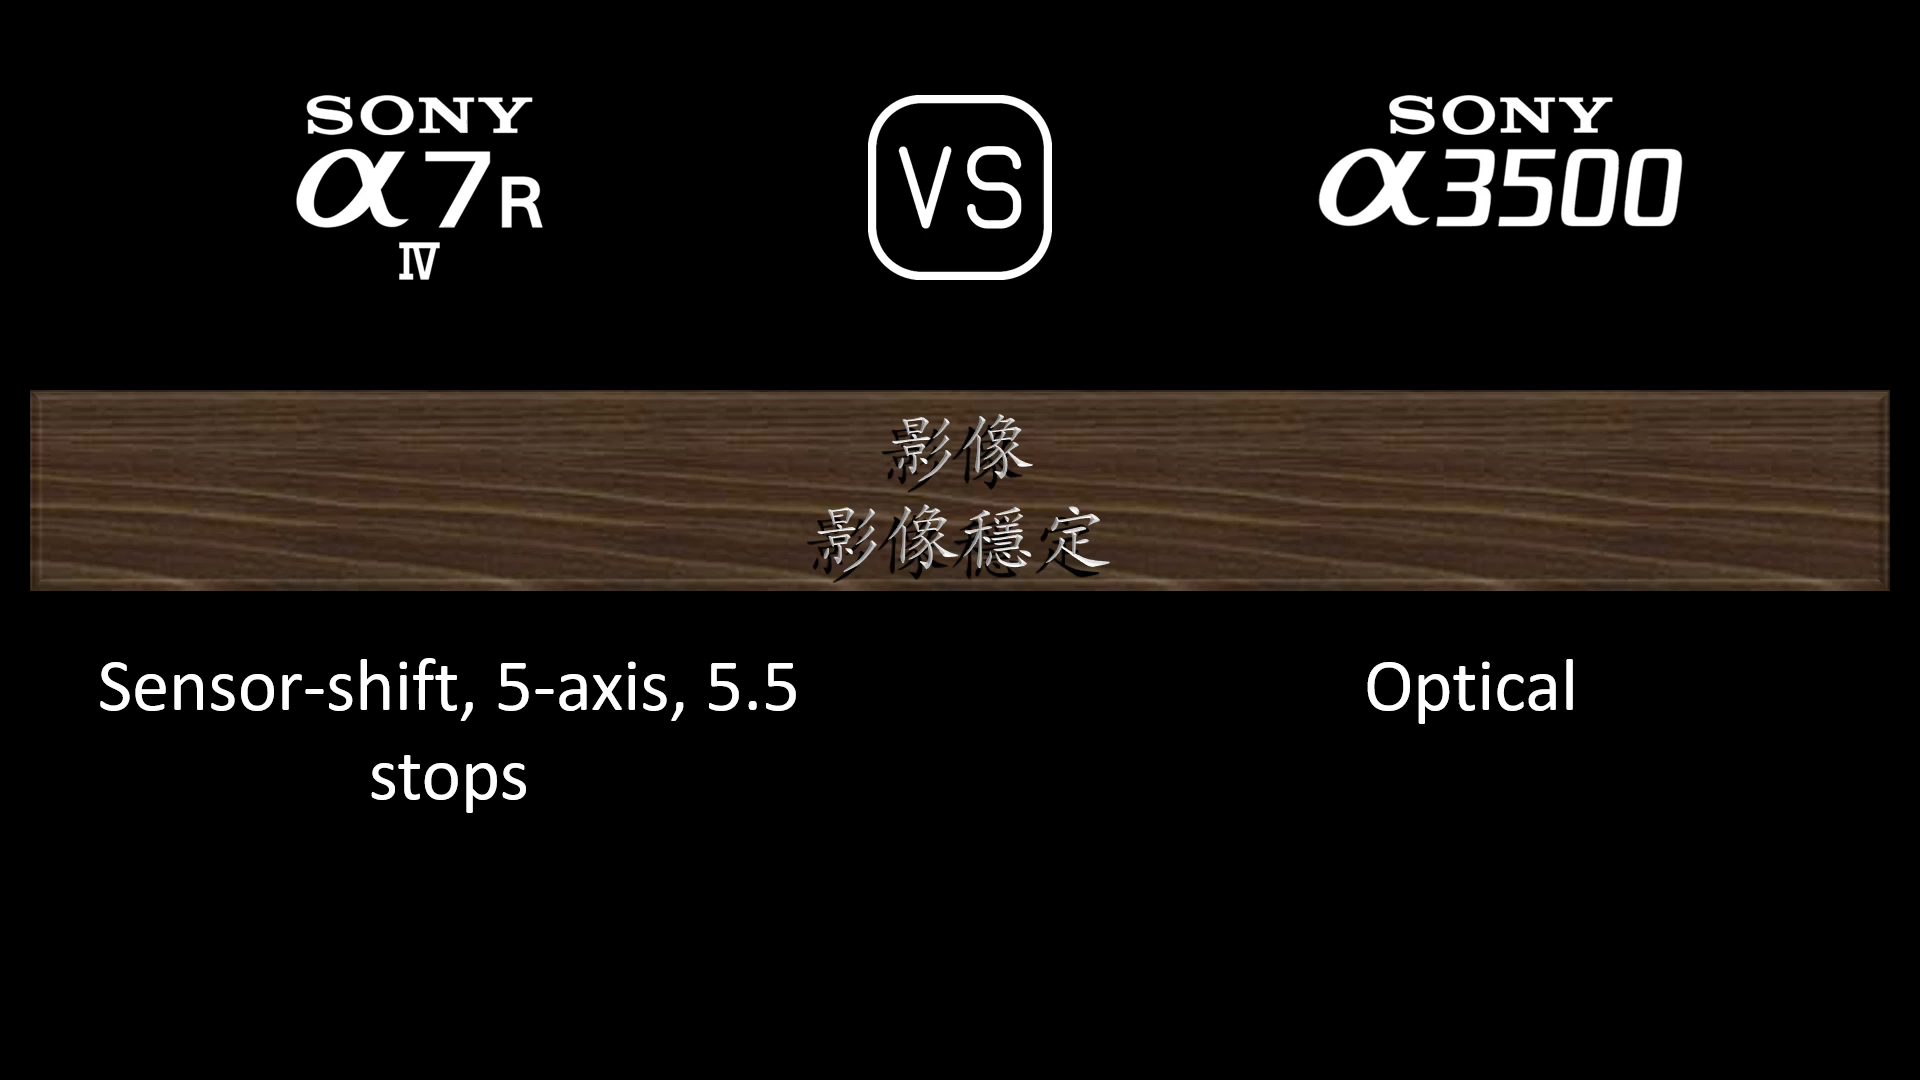 SONY
α7R
IV
VS
SONY
α3500
影像
影像穩定
Sensor-shift, 5-axis, 5.5
stops
Optical